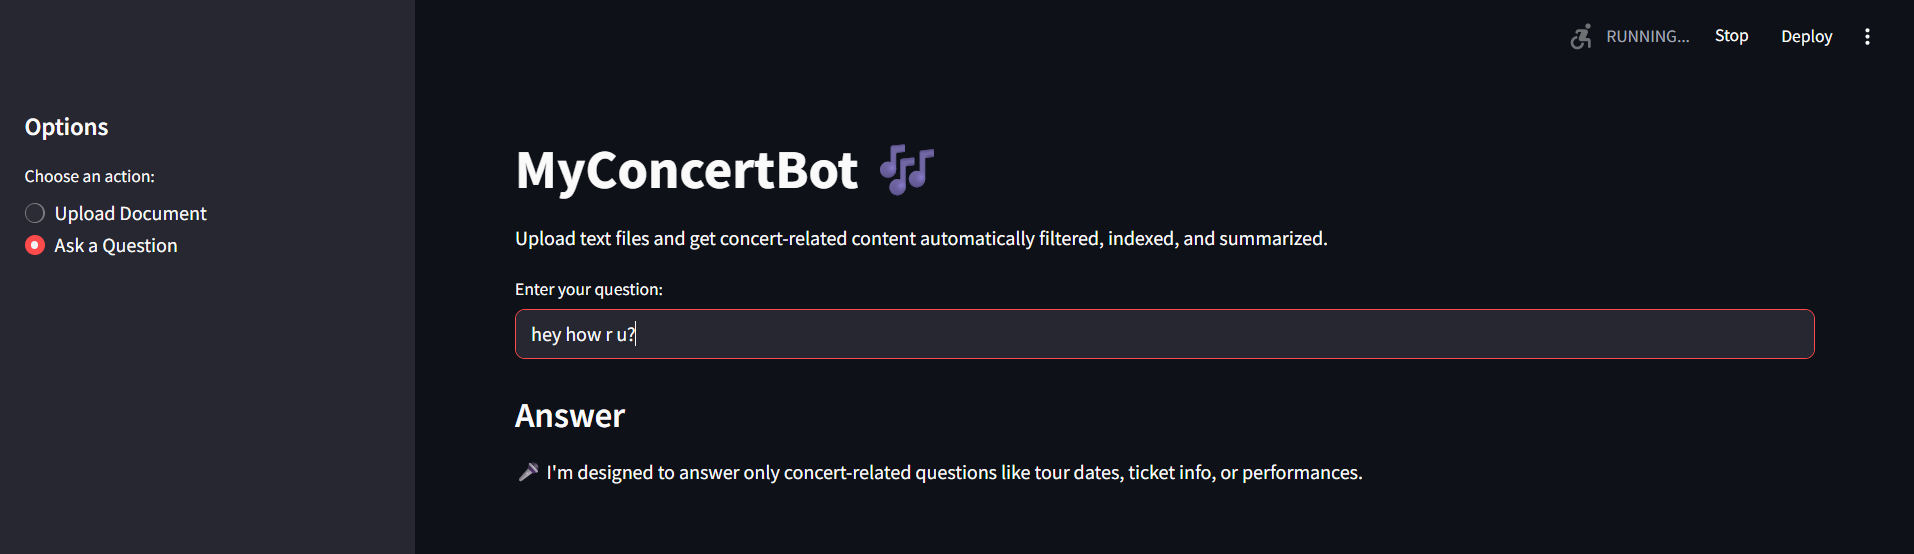 RUNNING...
Stop
Deploy
Options
Choose an action:
Upload Document
Ask a Question
MyConcertBot 🎶
Upload text files and get concert-related content automatically filtered, indexed, and summarized.
Enter your question:
hey how r u?
Answer
🎤 I'm designed to answer only concert-related questions like tour dates, ticket info, or performances.